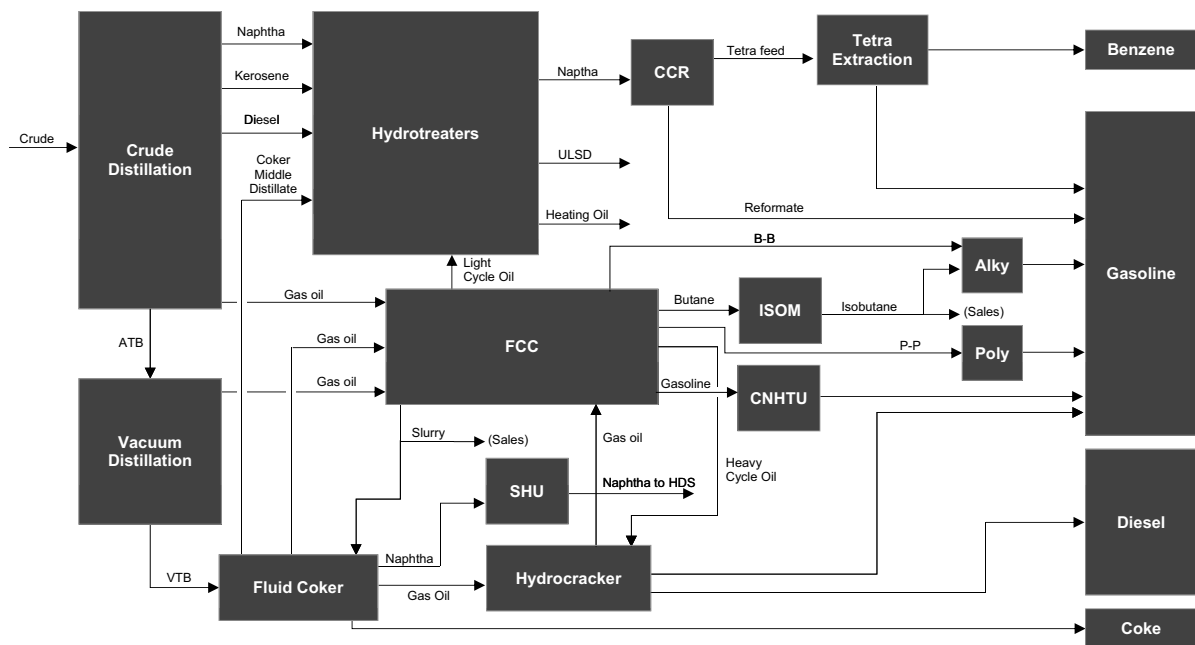 Naphtha
Kerosene
Diesel
Crude
Crude
Distillation
Coker
Middle
Distillate
Hydrotreaters
Naptha
CCR
Tetra feed
Tetra
Extraction
Benzene
ULSD
Heating Oil
Reformate
B-B
Alky
Gasoline
Light
Cycle Oil
Gas oil
Gas oil
Gas oil
FCC
Butane
ISOM
Isobutane
(Sales)
P-P
Poly
Gasoline
CNHTU
ATB
Vacuum
Distillation
Slurry
(Sales)
Gas oil
Heavy
Cycle Oil
SHU
Naphtha to HDS
Diesel
VTB
Fluid Coker
Naphtha
Gas Oil
Hydrocracker
Coke